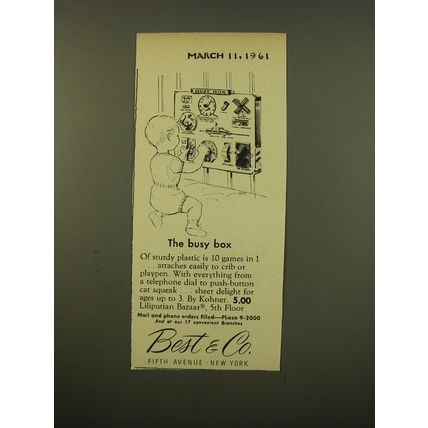 MARCH 11, 1961
BUSY BOX
The busy box
Of sturdy plastic is 10 games in 1
. . . attaches easily to crib or
playpen. With everything from
a telephone dial to push-button
cat squeak . . . sheer delight for
ages up to 3. By Kohner. 5.00
Liliputian Bazaar®, 5th Floor
Mail and phone orders filled—PLaza 9-2000
And at our 17 convenient Branches
Best & Co.
FIFTH AVENUE · NEW YORK